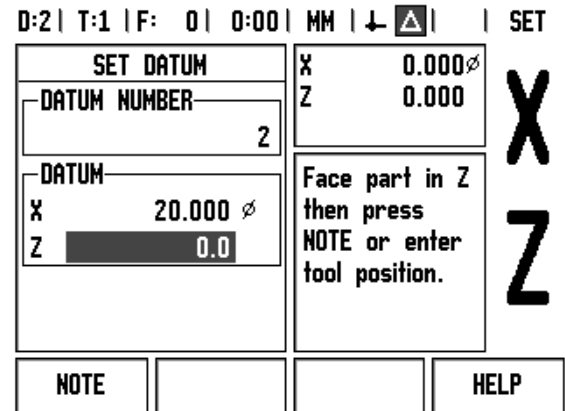 D:2| T:1 |F: 0| 0:00| MM | | △| | SET
SET DATUM
DATUM NUMBER
2
DATUM
X 20.000 ⌀
Z 0.0
X 0.000⌀
Z 0.000
Face part in Z
then press
NOTE or enter
tool position.
X
Z
NOTE
HELP